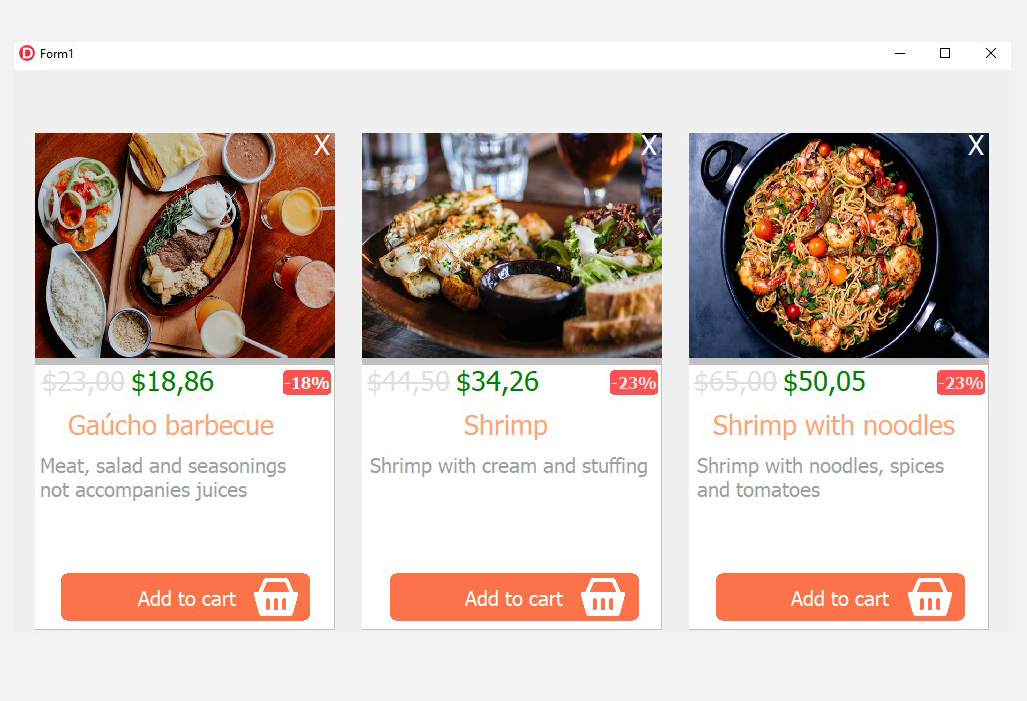 Form1
X
X
X
$23,00 $18,86 -18%
$44,50 $34,26 -23%
$65,00 $50,05 -23%
Gaúcho barbecue
Shrimp
Shrimp with noodles
Meat, salad and seasonings
not accompanies juices
Shrimp with cream and stuffing
Shrimp with noodles, spices
and tomatoes
Add to cart
Add to cart
Add to cart